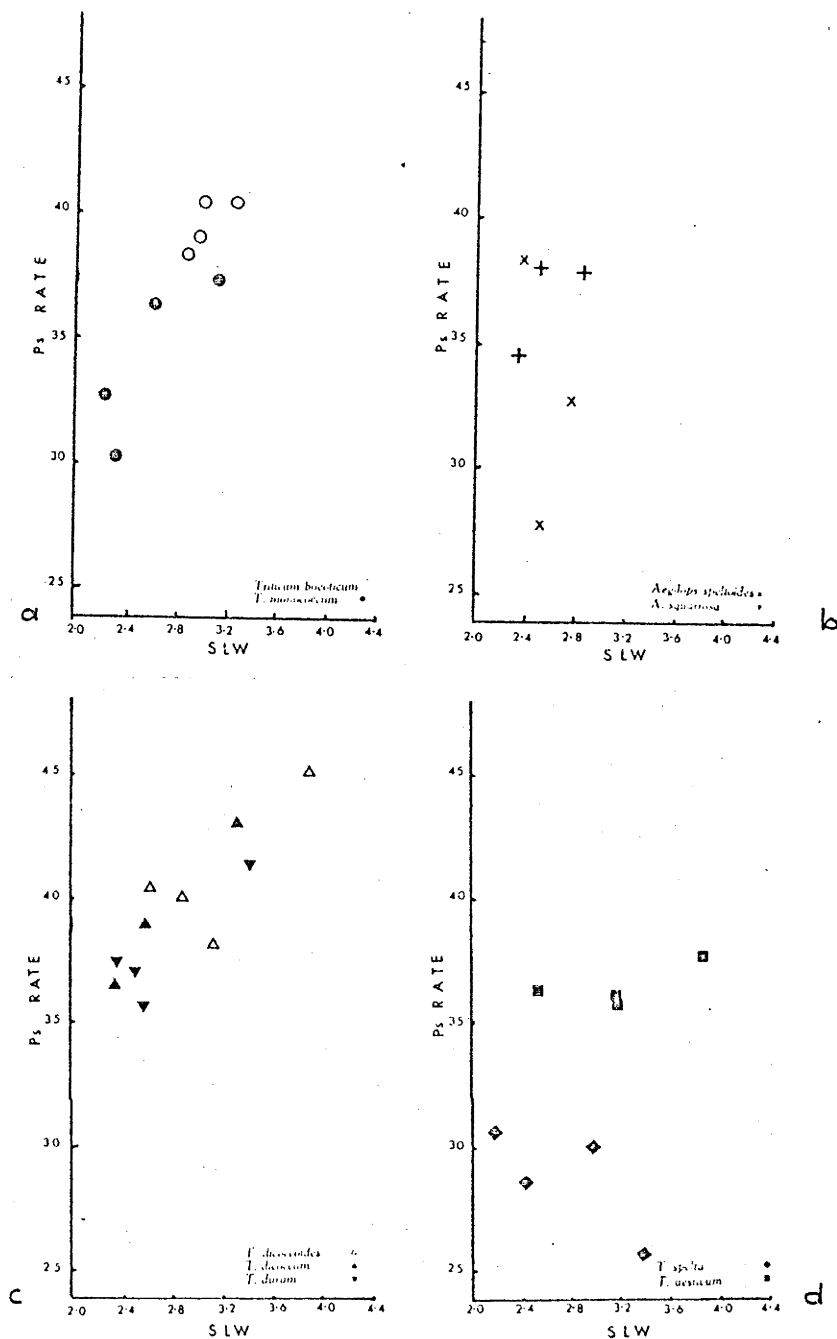 45
40
35
30
25
Ps RATE
2·0 2·4 2·8 3·2 3·6 4·0 4·4
SLW
Triticum boeoticum
T. monococcum
a
45
40
35
30
25
Ps RATE
2·0 2·4 2·8 3·2 3·6 4·0 4·4
SLW
Aegilops speltoides
A. squarrosa
b
45
40
35
30
25
Ps RATE
2·0 2·4 2·8 3·2 3·6 4·0 4·4
SLW
T. dicoccoides
T. dicoccum
T. durum
c
45
40
35
30
25
Ps RATE
2·0 2·4 2·8 3·2 3·6 4·0 4·4
SLW
T. spelta
T. aestivum
d